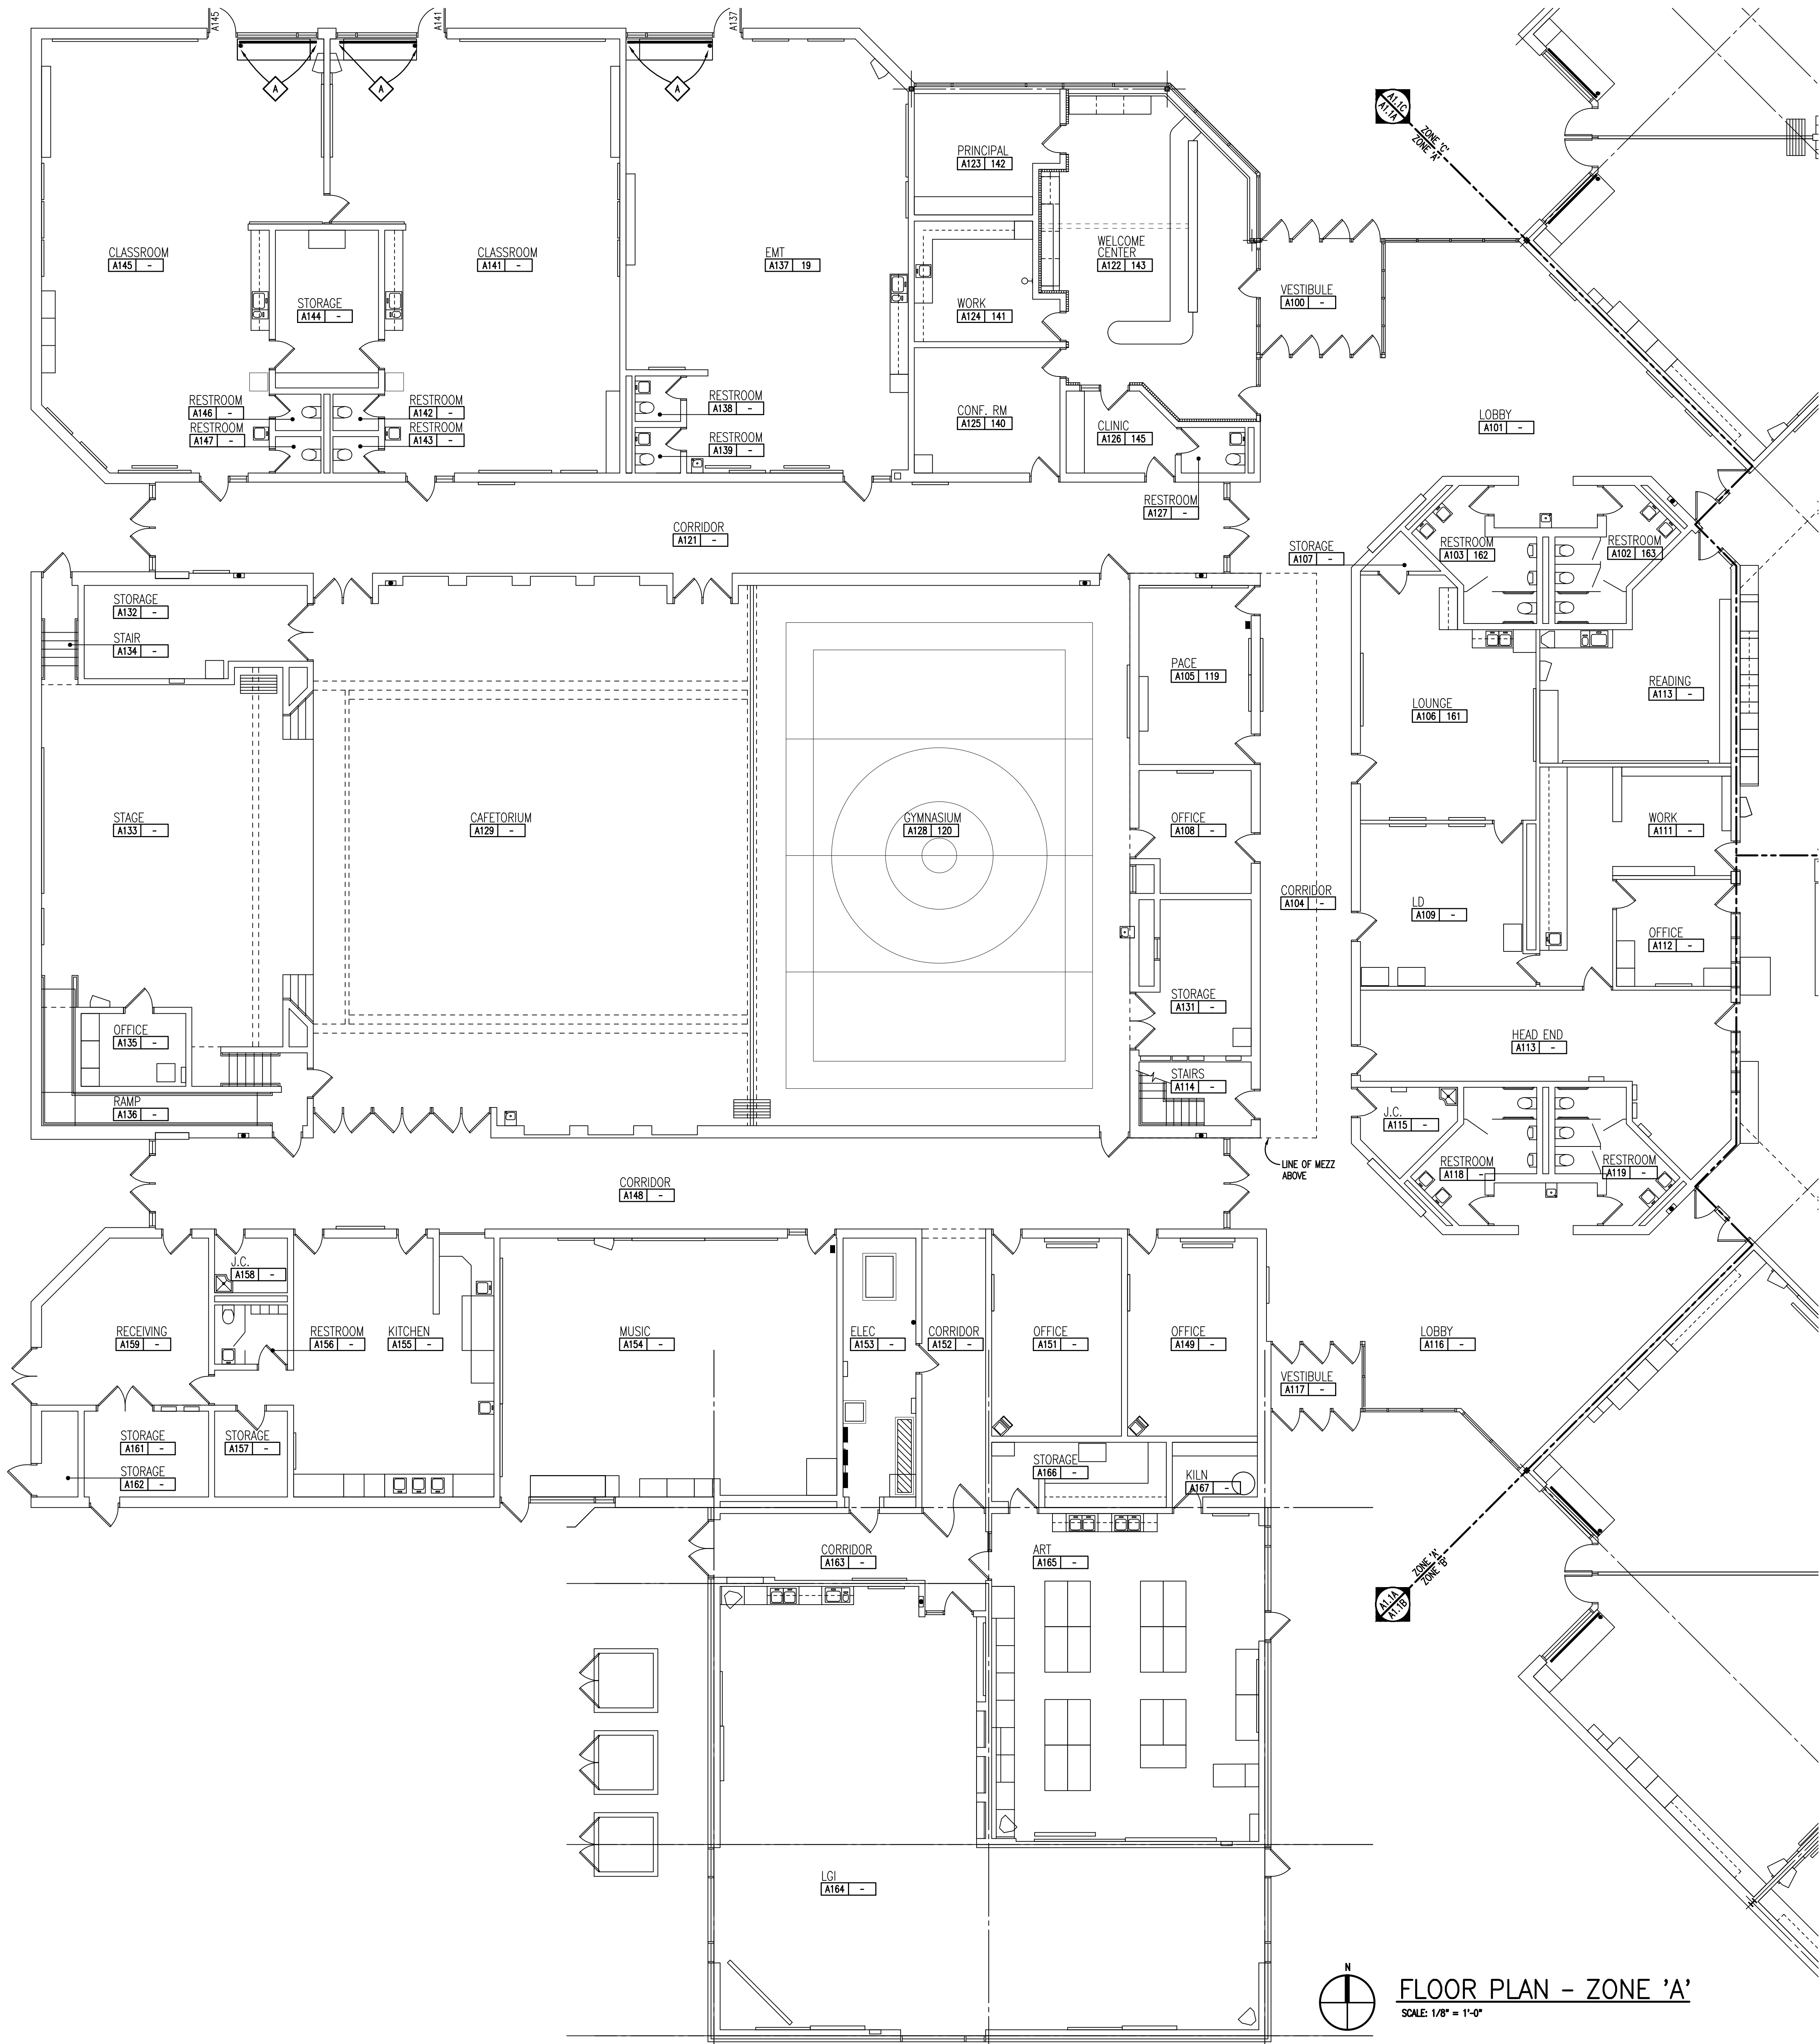 A145
A141
A137
A
A
A
A1.1C
A1.1A
ZONE 'C'
ZONE 'A'
PRINCIPAL
A123 142
CLASSROOM
A145 -
CLASSROOM
A141 -
EMT
A137 19
WELCOME
CENTER
A122 143
STORAGE
A144 -
WORK
A124 141
VESTIBULE
A100 -
RESTROOM
A146 -
RESTROOM
A147 -
RESTROOM
A142 -
RESTROOM
A143 -
RESTROOM
A138 -
RESTROOM
A139 -
CONF. RM
A125 140
CLINIC
A126 145
LOBBY
A101 -
RESTROOM
A127 -
CORRIDOR
A121 -
STORAGE
A107 -
RESTROOM
A103 162
RESTROOM
A102 163
STORAGE
A132 -
STAIR
A134 -
PACE
A105 119
LOUNGE
A106 161
READING
A113 -
STAGE
A133 -
CAFETORIUM
A129 -
GYMNASIUM
A128 120
OFFICE
A108 -
WORK
A111 -
CORRIDOR
A104 -
LD
A109 -
OFFICE
A112 -
STORAGE
A131 -
OFFICE
A135 -
HEAD END
A113 -
STAIRS
A114 -
RAMP
A136 -
J.C.
A115 -
LINE OF MEZZ
ABOVE
RESTROOM
A118 -
RESTROOM
A119 -
CORRIDOR
A148 -
J.C.
A158 -
RECEIVING
A159 -
RESTROOM
A156 -
KITCHEN
A155 -
MUSIC
A154 -
ELEC
A153 -
CORRIDOR
A152 -
OFFICE
A151 -
OFFICE
A149 -
LOBBY
A116 -
VESTIBULE
A117 -
STORAGE
A161 -
STORAGE
A162 -
STORAGE
A157 -
STORAGE
A166 -
KILN
A167 -
CORRIDOR
A163 -
ART
A165 -
ZONE 'A'
ZONE 'B'
A1.1A
A1.1B
LGI
A164 -
N
FLOOR PLAN - ZONE 'A'
SCALE: 1/8" = 1'-0"